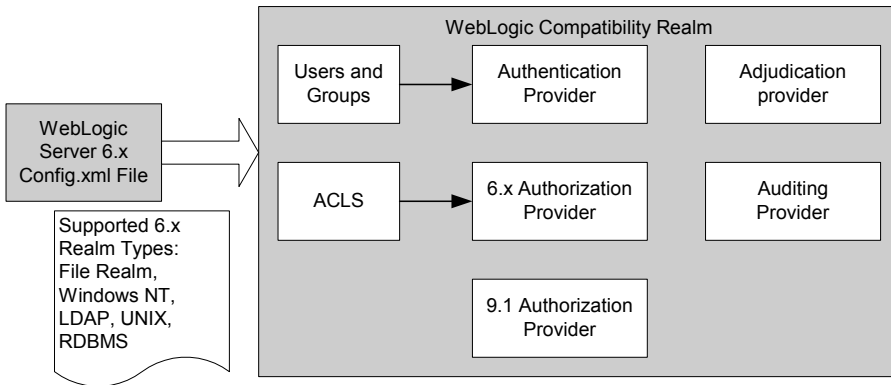 WebLogic Compatibility Realm
Users and
Groups
Authentication
Provider
Adjudication
provider
WebLogic
Server 6.x
Config.xml File
ACLS
6.x Authorization
Provider
Auditing
Provider
Supported 6.x
Realm Types:
File Realm,
Windows NT,
LDAP, UNIX,
RDBMS
9.1 Authorization
Provider